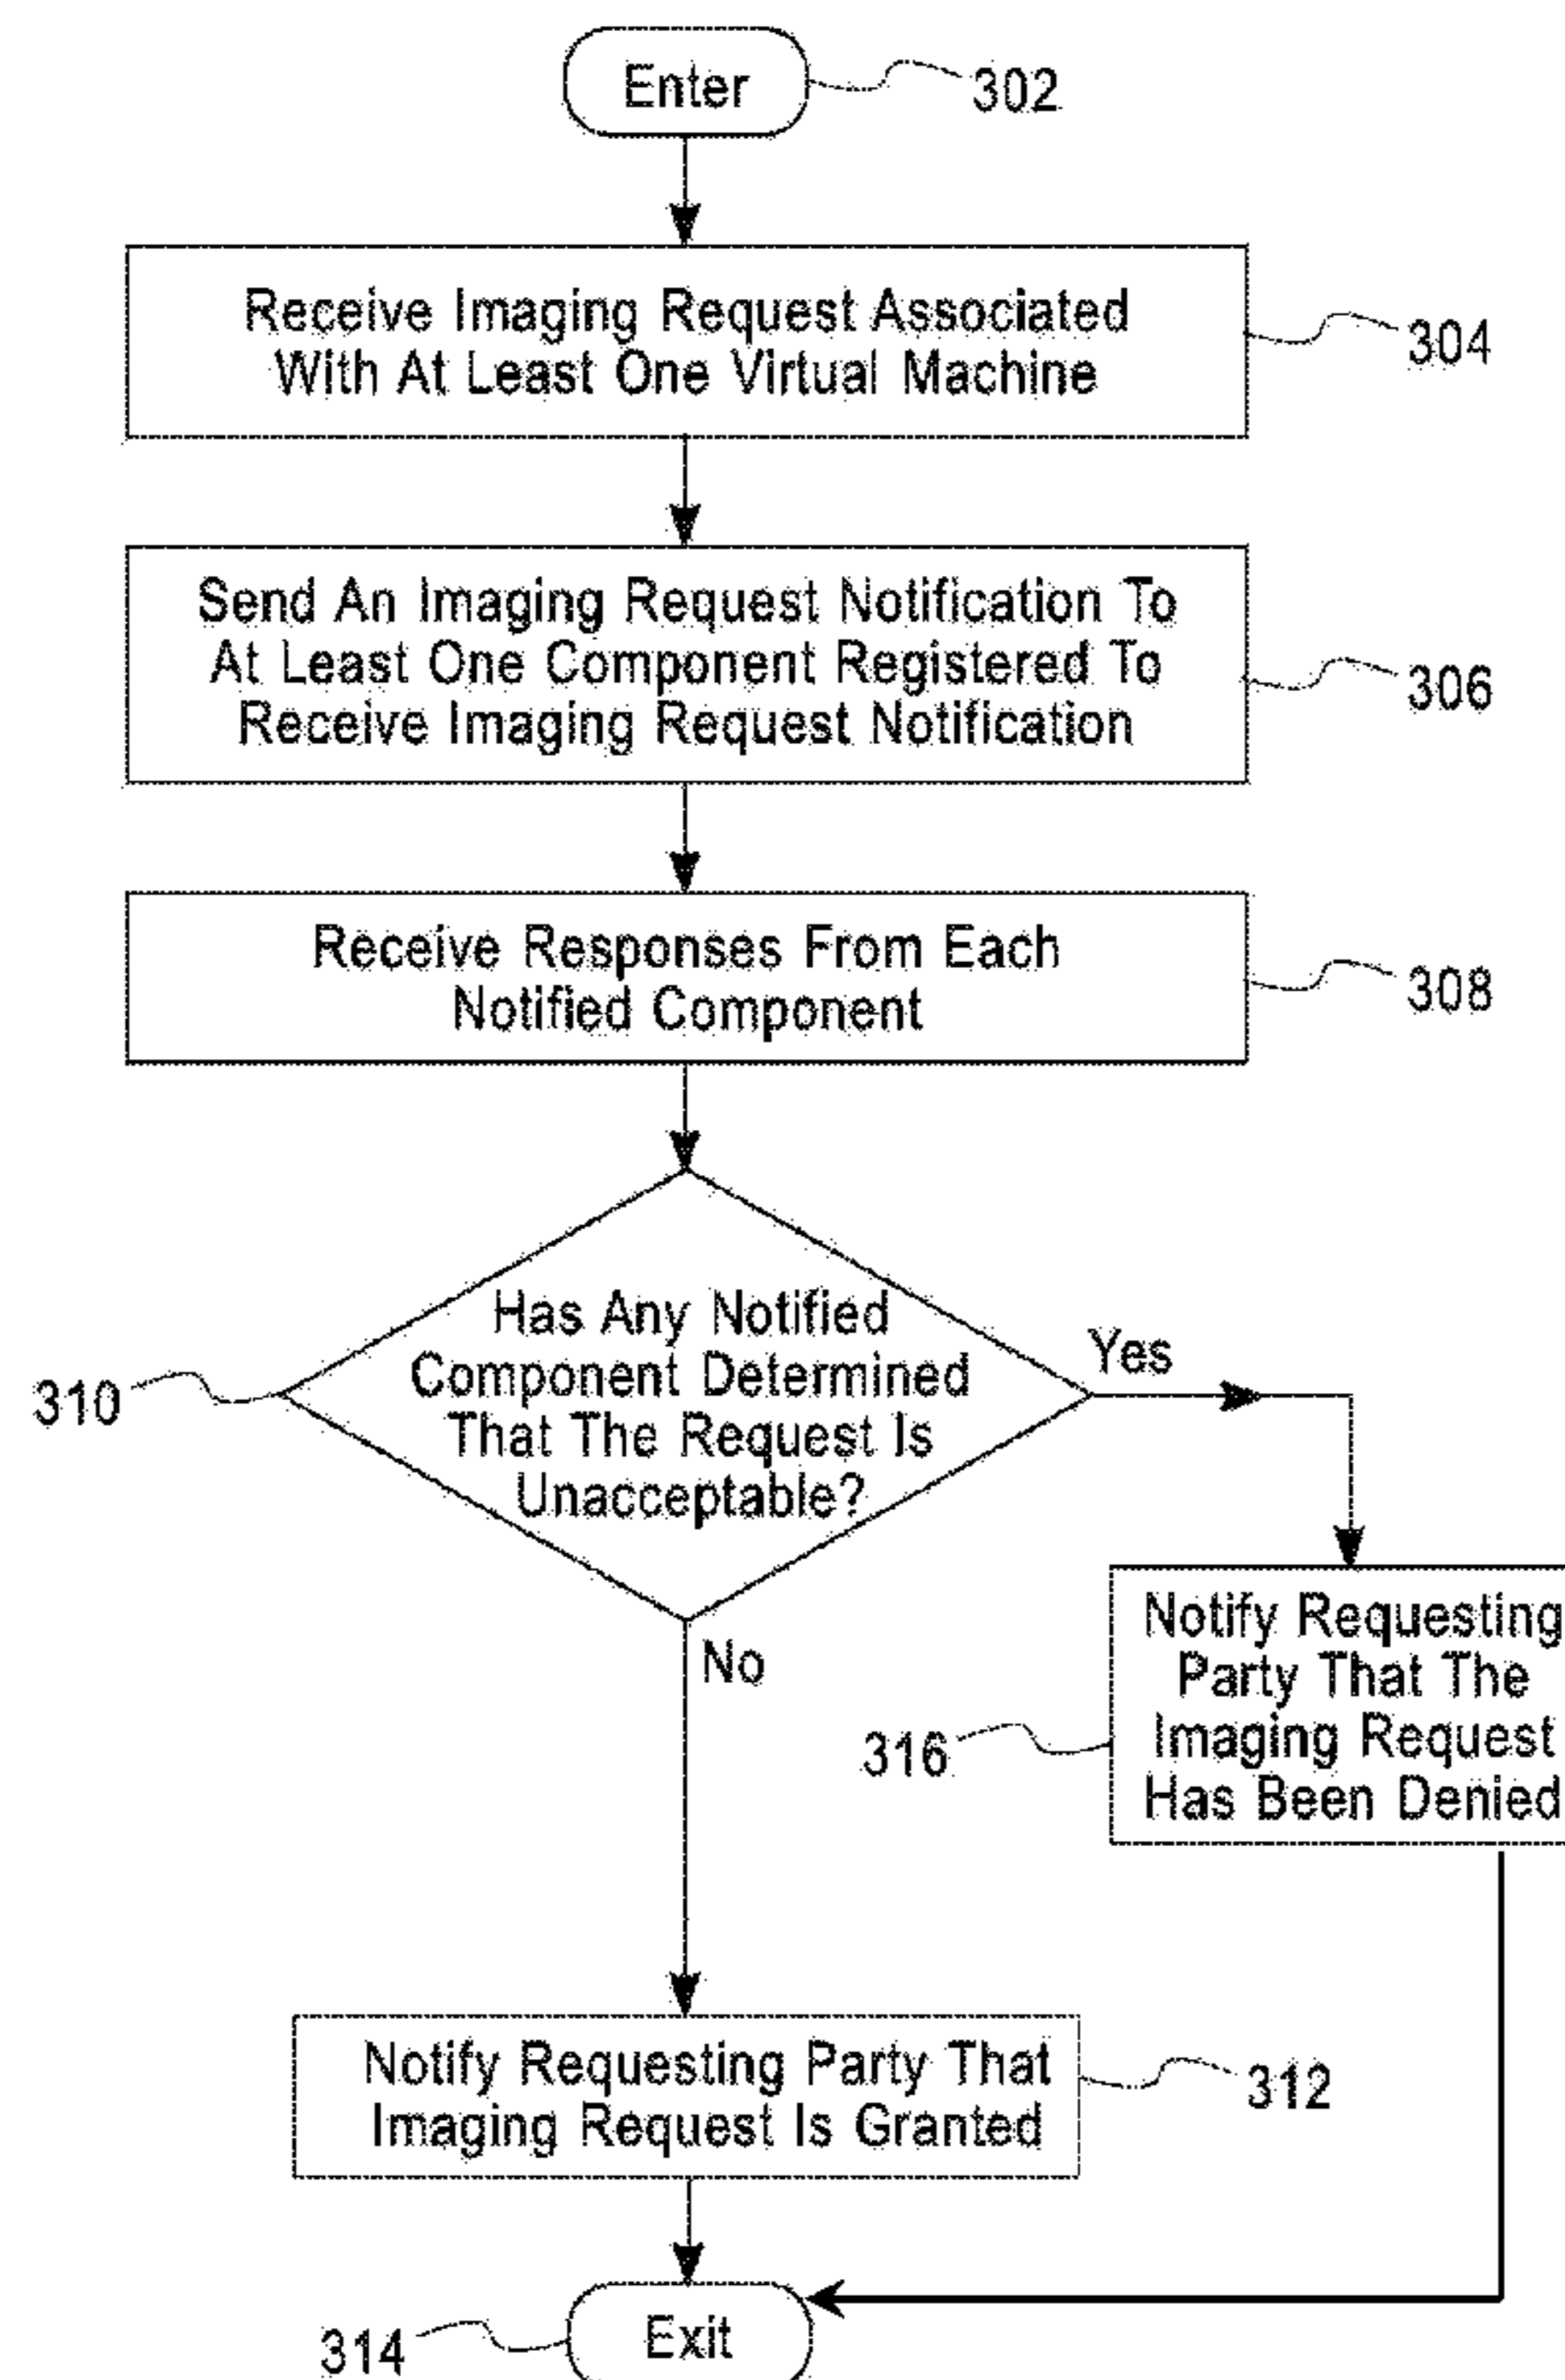 Enter
302
Receive Imaging Request Associated
With At Least One Virtual Machine
304
Send An Imaging Request Notification To
At Least One Component Registered To
Receive Imaging Request Notification
306
Receive Responses From Each
Notified Component
308
Has Any Notified
Component Determined
That The Request Is
Unacceptable?
310
Yes
No
Notify Requesting
Party That The
Imaging Request
Has Been Denied
316
Notify Requesting Party That
Imaging Request Is Granted
312
Exit
314